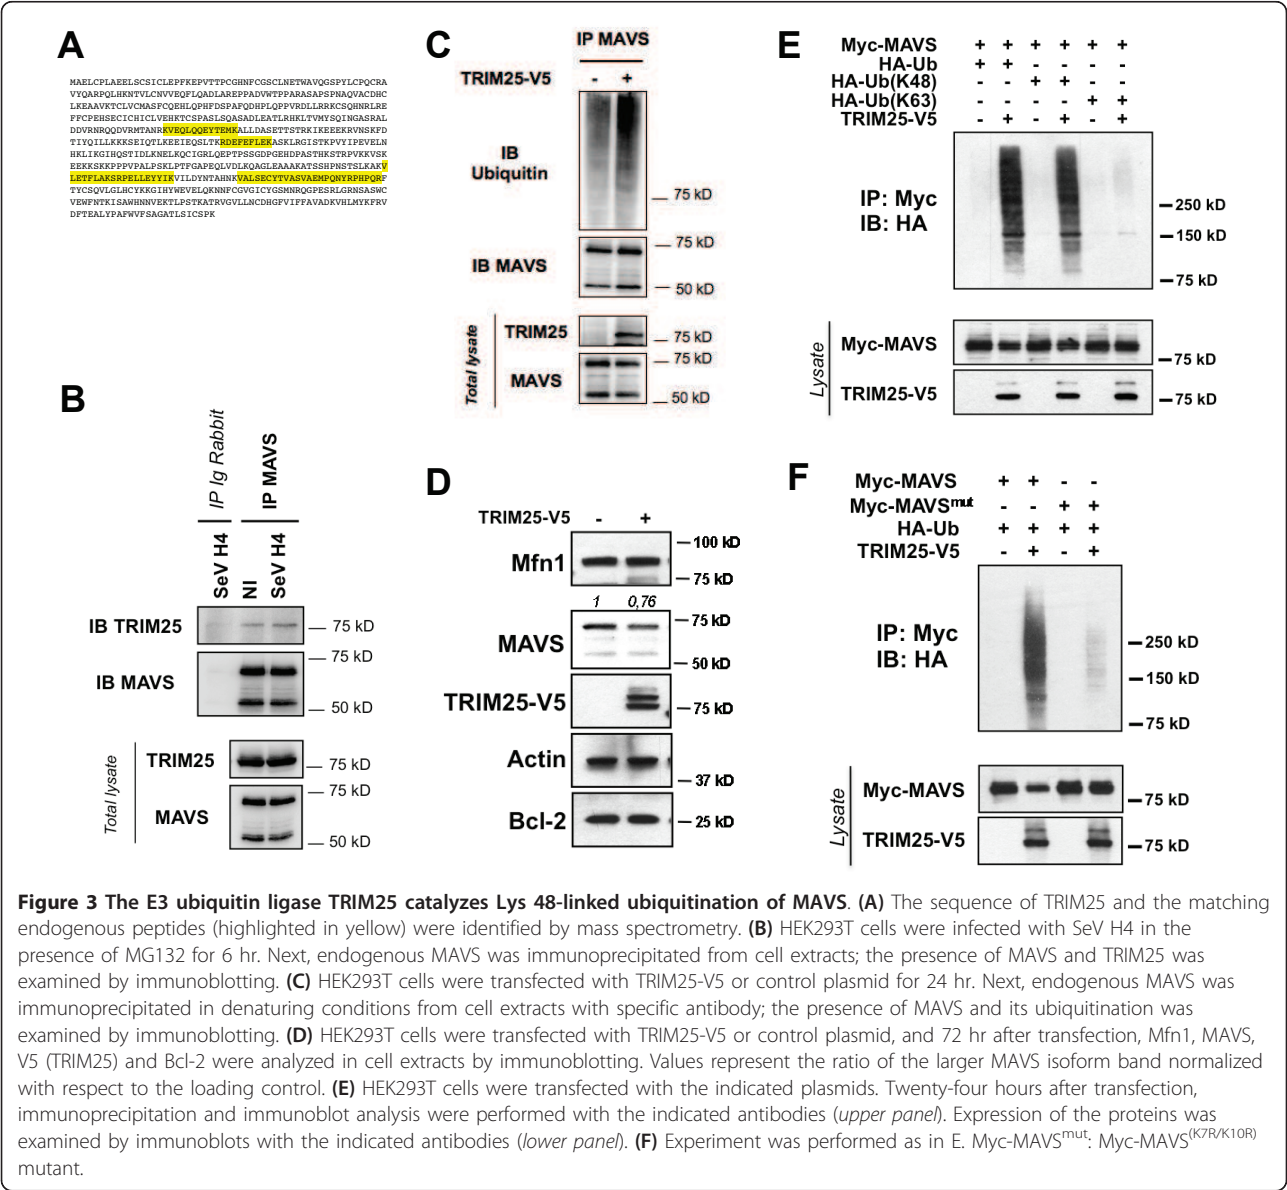 A
MAELCPLAEELSCSICLEPFKEPVTTPCGHNFCGSCLNETWAVQGSPYLCPQCRA
VYQARPQLHKNTVLCNVVEQFLQADLAREPPADVWTPPARASAPSPNAQVACDHC
LKEAAVKTCLVCMASFCQEHLQPHFDSPAFQDHPLQPPVRDLLRRKCSQHNRLRE
FFCPEHSECICHICLVEHKTCSPASLSQASADLEATLRHKLTVMYSQINGASRAL
DDVRNRQQDVRMTANRKVEQLQQEYTEMKALLDASETTSTRKIKEEEKRVNSKFD
TIYQILLKKKSEIQTLKEEIEQSLTKRDEFEFLEKASKLRGISTKPVYIPEVELN
HKLIKGIHQSTIDLKNELKQCIGRLQEPTPSSGDPGEHDPASTHKSTRPVKKVSK
EEKKSKKPPPVPALPSKLPTFGAPEQLVDLKQAGLEAAAKATSSHPNSTSLKAKV
LETFLAKSRPELLEYYIKVILDYNTAHNKVALSECYTVASVAEMPQNYRPHPQRF
TYCSQVLGLHCYKKGIHYWEVELQKNNFCGVGICYGSMNRQGPESRLGRNSASWC
VEWFNTKISAWHNNVEKTLPSTKATRVGVLLNCDHGFVIFFAVADKVHLMYKFRV
DFTEALYPAFWVFSAGATLSICSPK
B
IP Ig Rabbit
IP MAVS
SeV H4
NI
SeV H4
IB TRIM25
75 kD
IB MAVS
75 kD
50 kD
Total lysate
TRIM25
75 kD
MAVS
75 kD
50 kD
C
IP MAVS
TRIM25-V5 - +
IB
Ubiquitin
75 kD
IB MAVS
75 kD
50 kD
Total lysate
TRIM25
75 kD
MAVS
75 kD
50 kD
D
TRIM25-V5 - +
Mfn1
100 kD
75 kD
1 0,76
MAVS
75 kD
50 kD
TRIM25-V5
75 kD
Actin
37 kD
Bcl-2
25 kD
E
Myc-MAVS + + + + + +
HA-Ub + + - - - -
HA-Ub(K48) - - + + - -
HA-Ub(K63) - - - - + +
TRIM25-V5 - + - + - +
IP: Myc
IB: HA
250 kD
150 kD
75 kD
Lysate
Myc-MAVS
75 kD
TRIM25-V5
75 kD
F
Myc-MAVS + + - -
Myc-MAVSmut - - + +
HA-Ub + + + +
TRIM25-V5 - + - +
IP: Myc
IB: HA
250 kD
150 kD
75 kD
Lysate
Myc-MAVS
75 kD
TRIM25-V5
75 kD
Figure 3 The E3 ubiquitin ligase TRIM25 catalyzes Lys 48-linked ubiquitination of MAVS. (A) The sequence of TRIM25 and the matching
endogenous peptides (highlighted in yellow) were identified by mass spectrometry. (B) HEK293T cells were infected with SeV H4 in the
presence of MG132 for 6 hr. Next, endogenous MAVS was immunoprecipitated from cell extracts; the presence of MAVS and TRIM25 was
examined by immunoblotting. (C) HEK293T cells were transfected with TRIM25-V5 or control plasmid for 24 hr. Next, endogenous MAVS was
immunoprecipitated in denaturing conditions from cell extracts with specific antibody; the presence of MAVS and its ubiquitination was
examined by immunoblotting. (D) HEK293T cells were transfected with TRIM25-V5 or control plasmid, and 72 hr after transfection, Mfn1, MAVS,
V5 (TRIM25) and Bcl-2 were analyzed in cell extracts by immunoblotting. Values represent the ratio of the larger MAVS isoform band normalized
with respect to the loading control. (E) HEK293T cells were transfected with the indicated plasmids. Twenty-four hours after transfection,
immunoprecipitation and immunoblot analysis were performed with the indicated antibodies (upper panel). Expression of the proteins was
examined by immunoblots with the indicated antibodies (lower panel). (F) Experiment was performed as in E. Myc-MAVSmut: Myc-MAVS(K7R/K10R)
mutant.